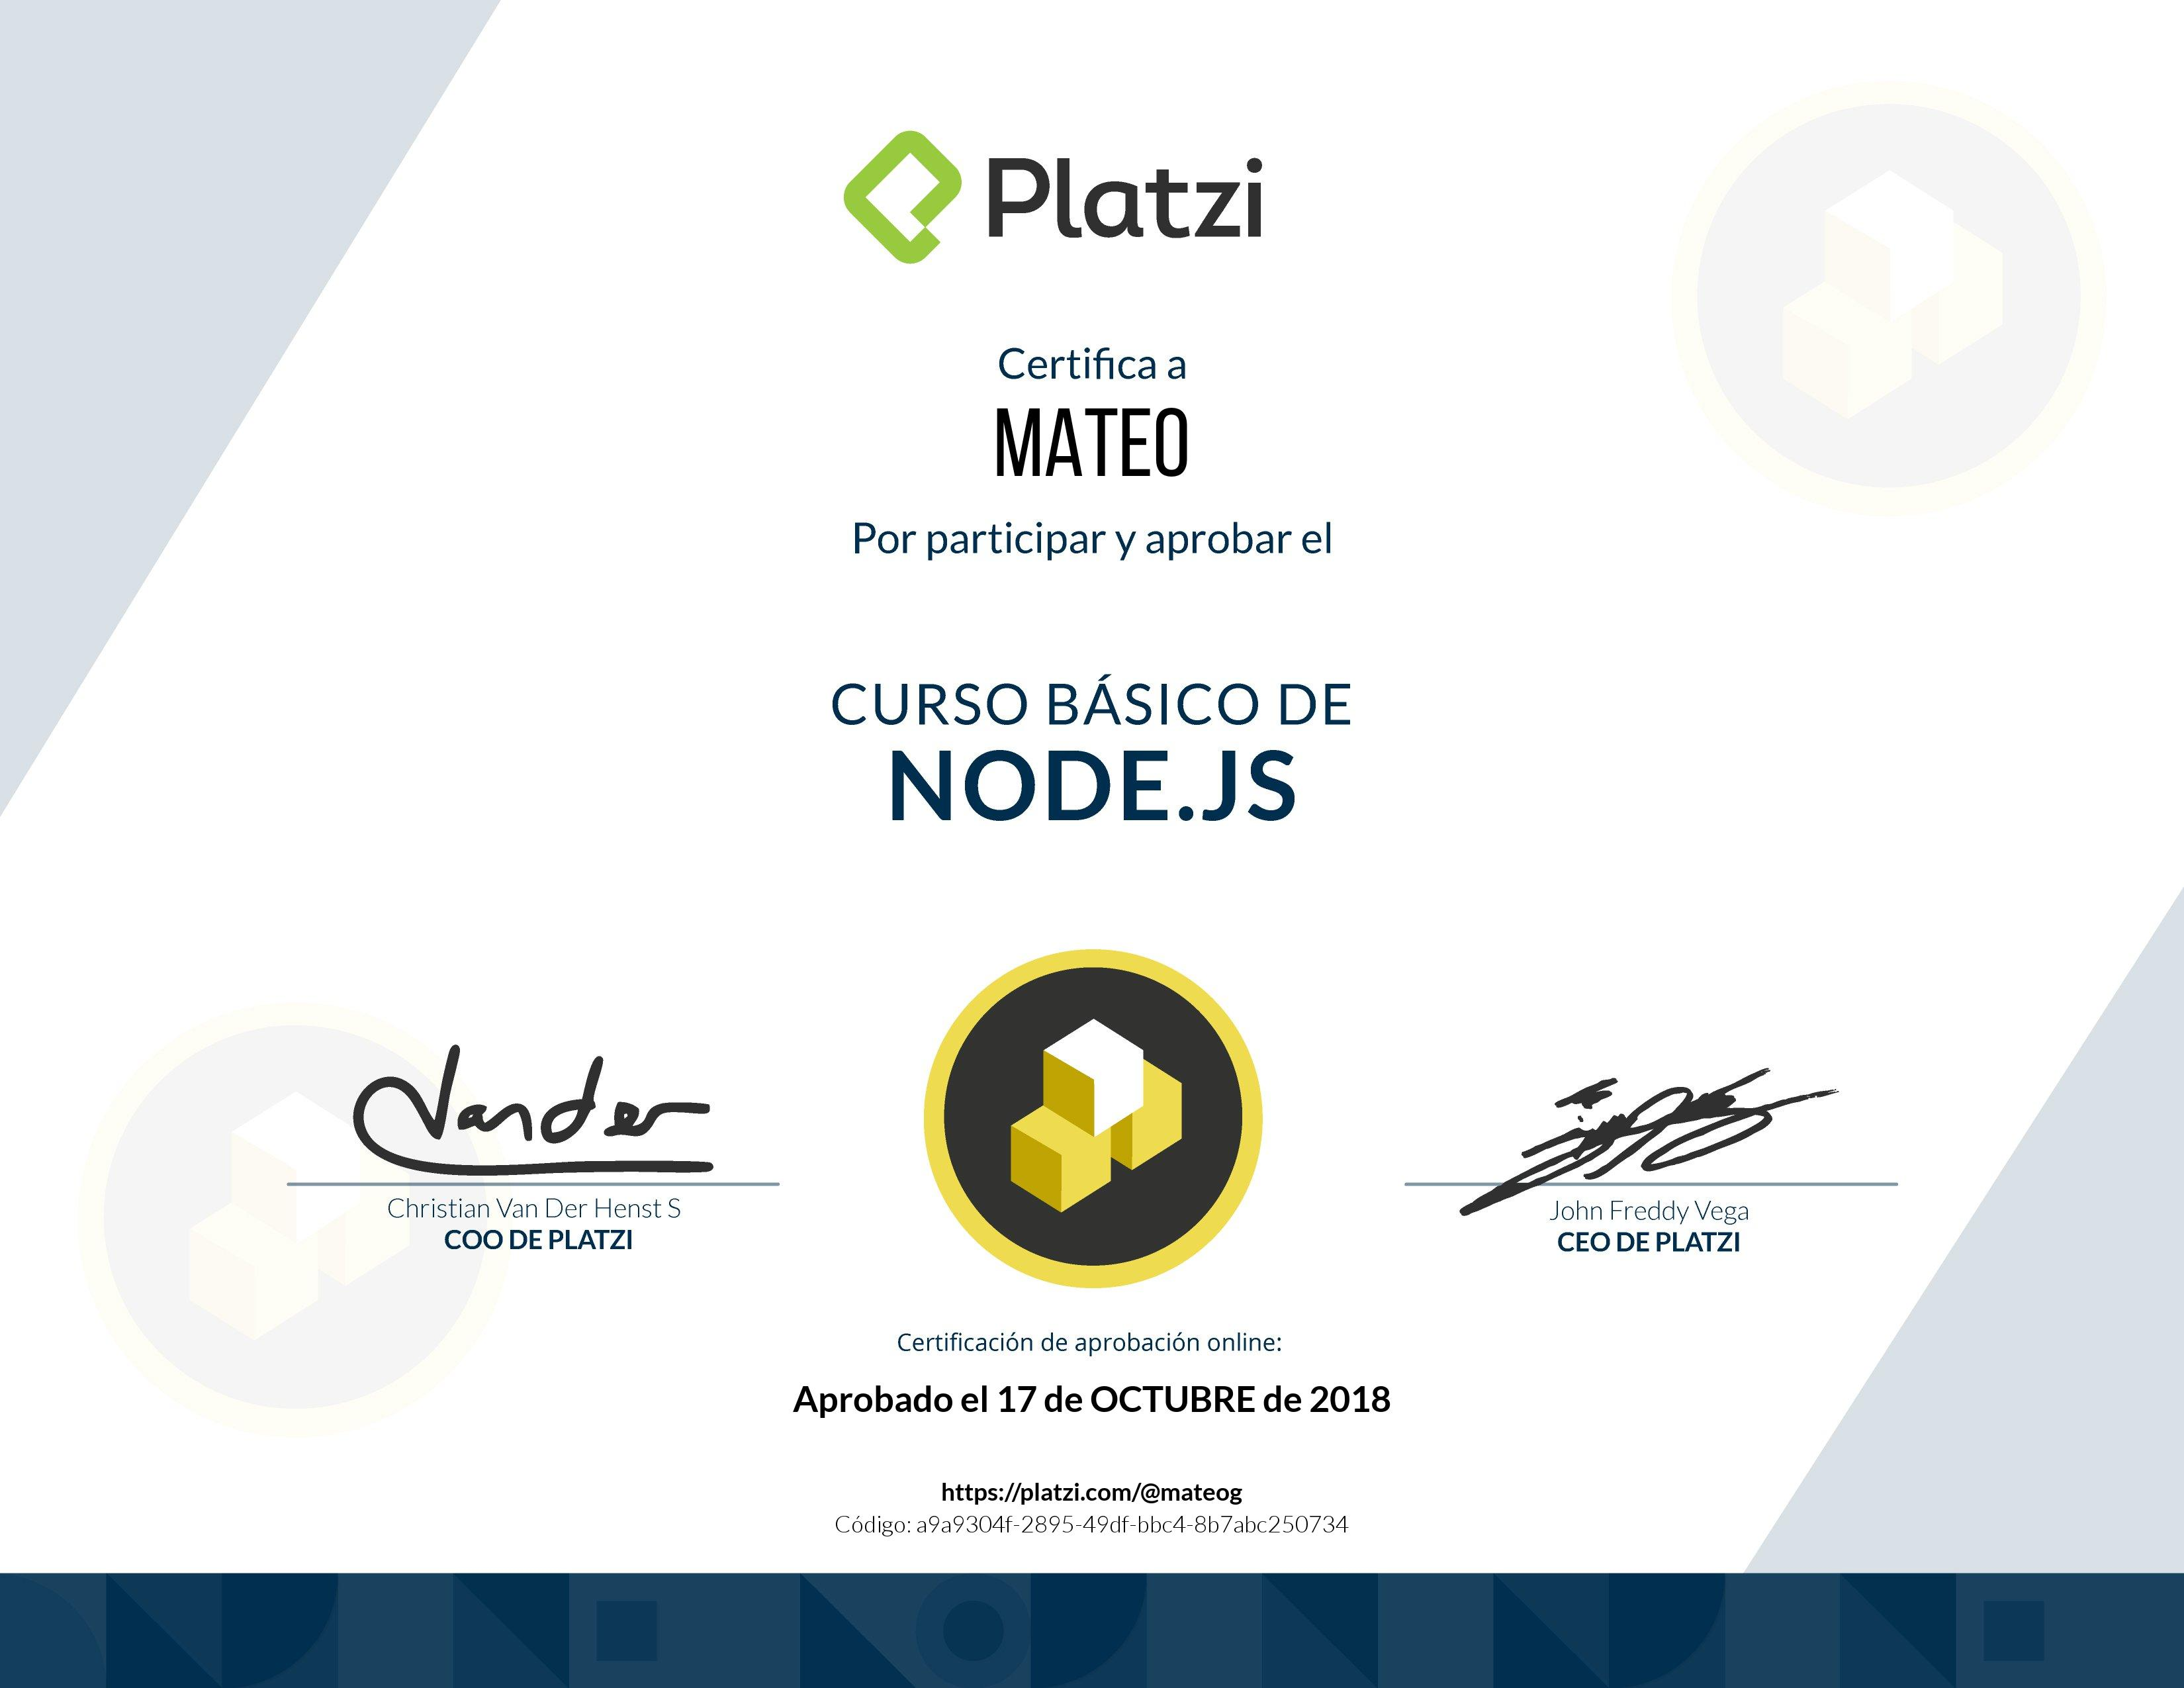 Platzi
Certifica a
MATEO
Por participar y aprobar el
CURSO BÁSICO DE
NODE.JS
Vander
Christian Van Der Henst S
COO DE PLATZI
John Freddy Vega
CEO DE PLATZI
Certificación de aprobación online:
Aprobado el 17 de OCTUBRE de 2018
https://platzi.com/@mateog
Código: a9a9304f-2895-49df-bbc4-8b7abc250734